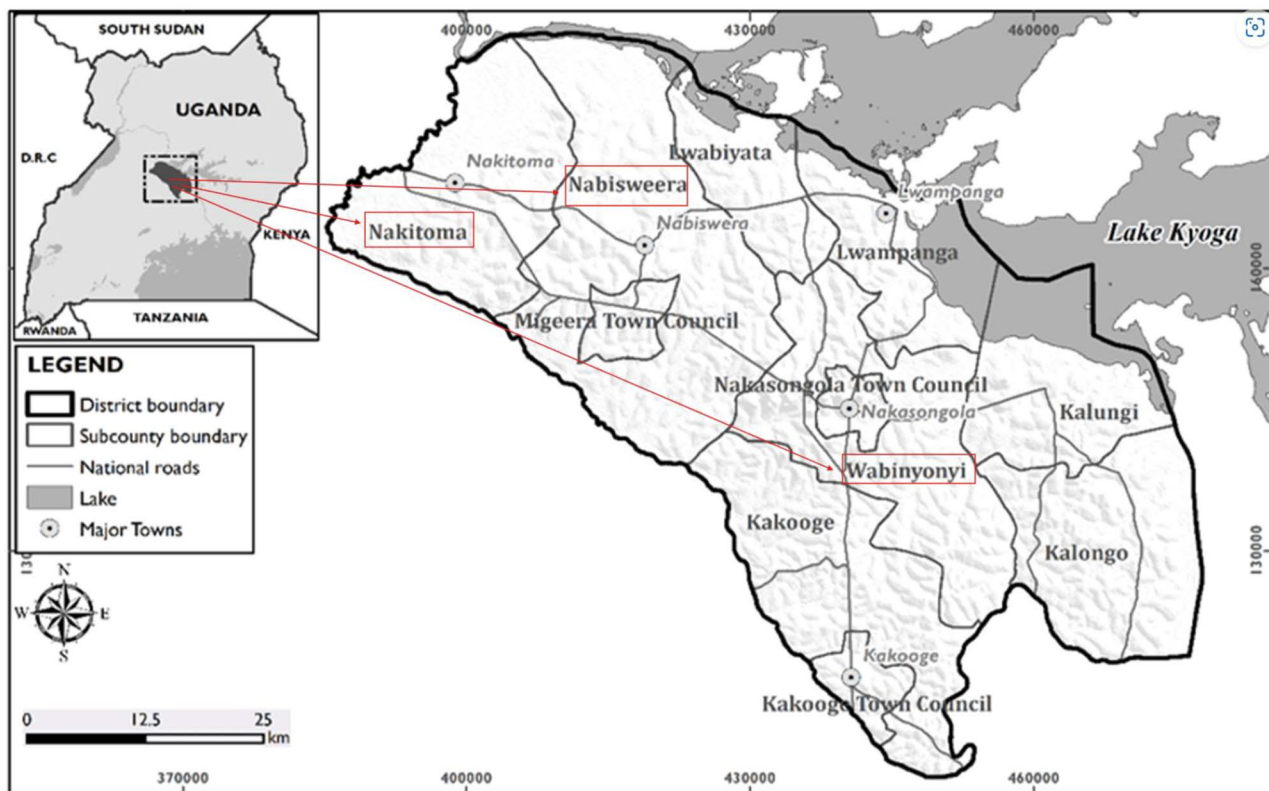 SOUTH SUDAN
UGANDA
D.R.C
KENYA
RWANDA
TANZANIA
LEGEND
District boundary
Subcounty boundary
National roads
Lake
Major Towns
N
W E
S
0 12.5 25
km
400000 430000 460000
Nakitoma
Lwabiyata
Nabisweera
Lwampanga
Nakitoma
Nabiswera
Lake Kyoga
Lwampanga
160000
Migeera Town Council
Nakasongola Town Council
Nakasongola
Kalungi
Wabinyonyi
Kakooge
Kalongo
130000
Kakooge
Kakooge Town Council
370000 400000 430000 460000